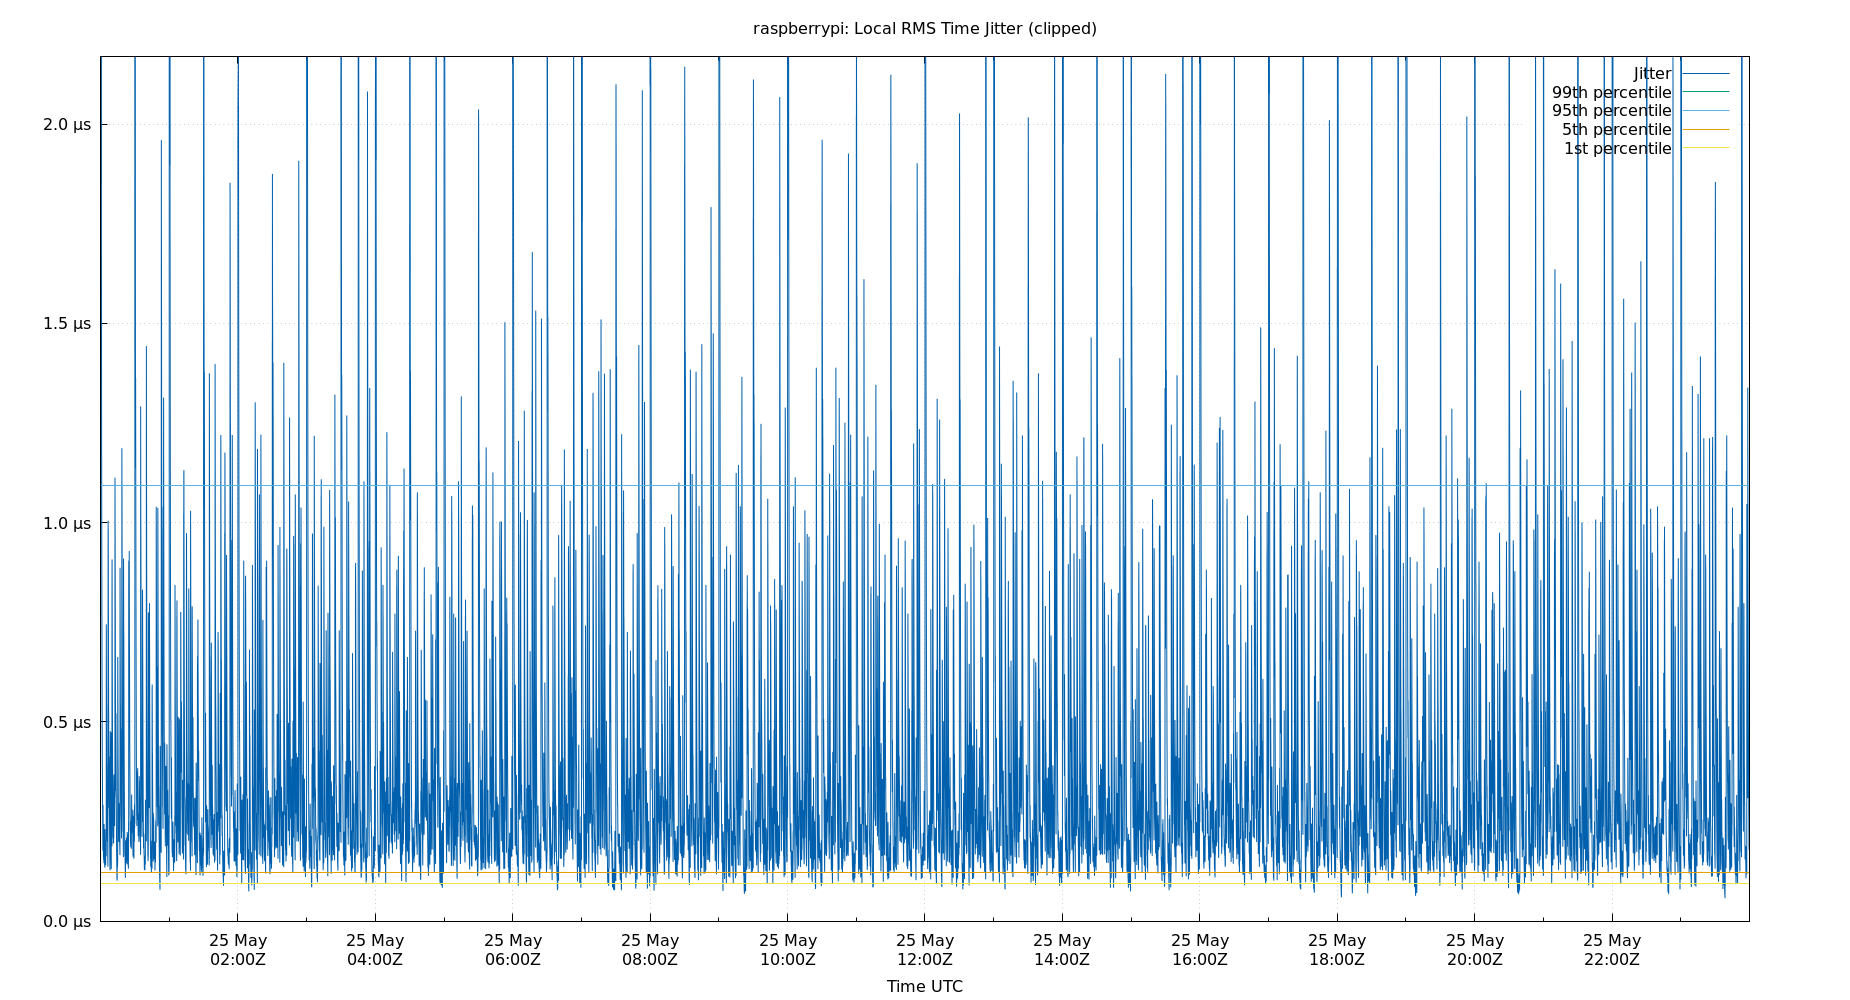 raspberrypi: Local RMS Time Jitter (clipped)
Jitter
99th percentile
95th percentile
5th percentile
1st percentile
2.0 µs
1.5 µs
1.0 µs
0.5 µs
0.0 µs
25 May 25 May 25 May 25 May 25 May 25 May 25 May 25 May 25 May 25 May 25 May
02:00Z 04:00Z 06:00Z 08:00Z 10:00Z 12:00Z 14:00Z 16:00Z 18:00Z 20:00Z 22:00Z
Time UTC